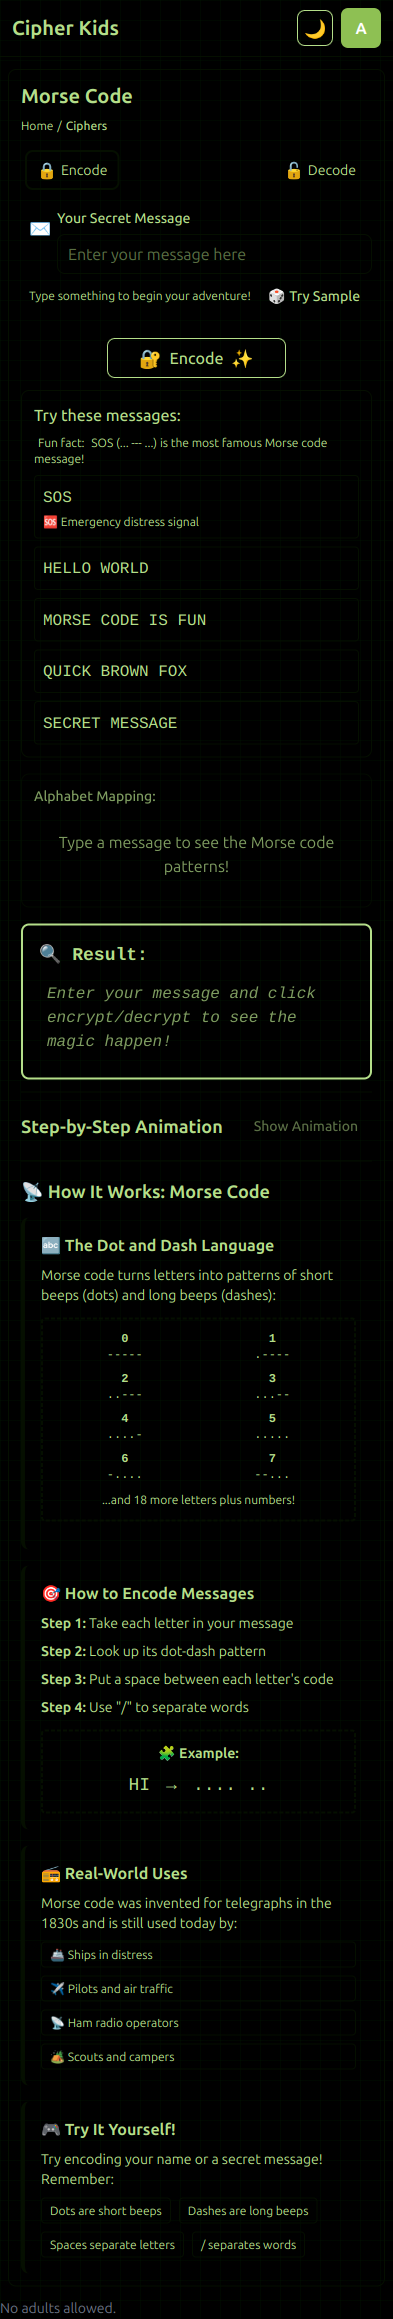 Cipher Kids
A
Morse Code
Home / Ciphers
Encode
Decode
Your Secret Message
Enter your message here
Type something to begin your adventure!
Try Sample
Encode
Try these messages:
Fun fact: SOS (... --- ...) is the most famous Morse code
message!
SOS
🆘 Emergency distress signal
HELLO WORLD
MORSE CODE IS FUN
QUICK BROWN FOX
SECRET MESSAGE
Alphabet Mapping:
Type a message to see the Morse code
patterns!
Result:
Enter your message and click
encrypt/decrypt to see the
magic happen!
Step-by-Step Animation
Show Animation
How It Works: Morse Code
🔤 The Dot and Dash Language
Morse code turns letters into patterns of short
beeps (dots) and long beeps (dashes):
0 1
----- .----
2 3
..--- ...--
4 5
....- .....
6 7
-.... --...
...and 18 more letters plus numbers!
How to Encode Messages
Step 1: Take each letter in your message
Step 2: Look up its dot-dash pattern
Step 3: Put a space between each letter's code
Step 4: Use "/" to separate words
Example:
HI → .... ..
Real-World Uses
Morse code was invented for telegraphs in the
1830s and is still used today by:
Ships in distress
Pilots and air traffic
Ham radio operators
Scouts and campers
Try It Yourself!
Try encoding your name or a secret message!
Remember:
Dots are short beeps
Dashes are long beeps
Spaces separate letters
/ separates words
No adults allowed.